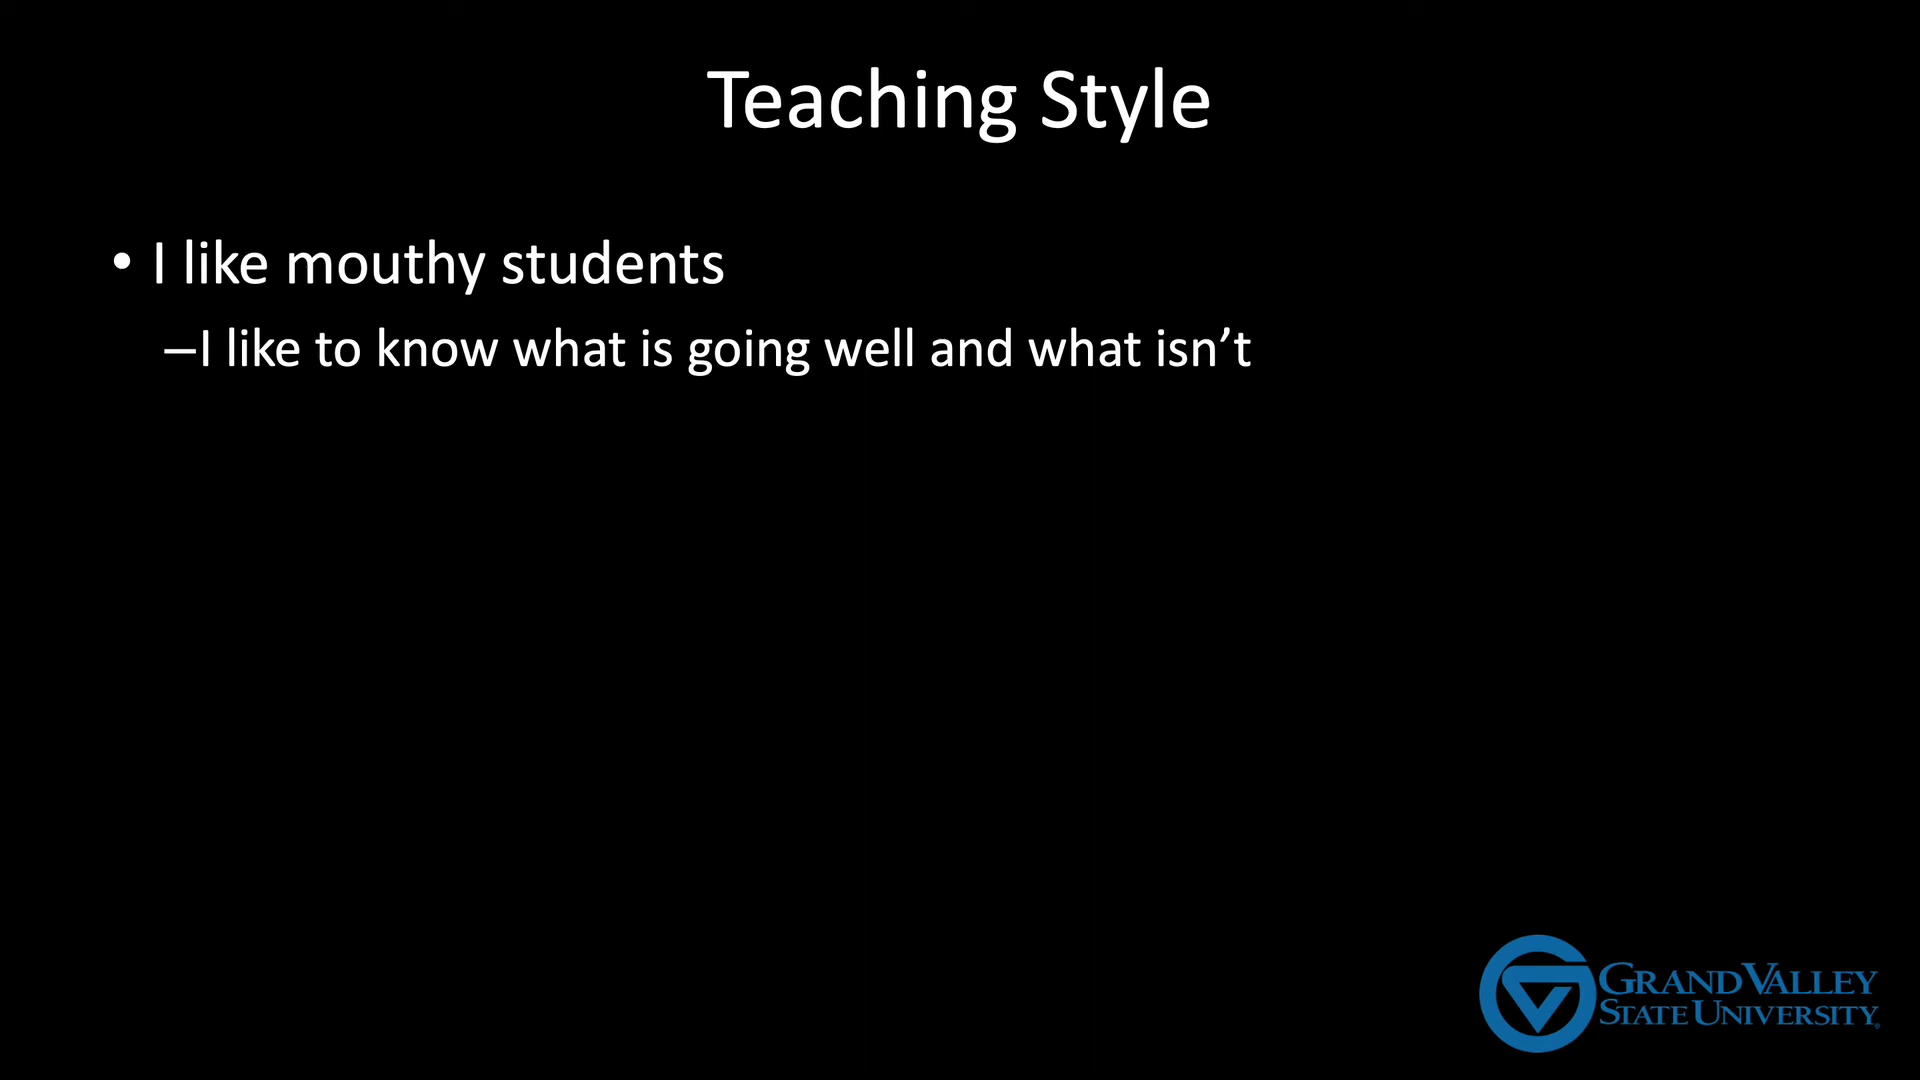 Teaching Style
• I like mouthy students
–I like to know what is going well and what isn’t
GRAND VALLEY
STATE UNIVERSITY®